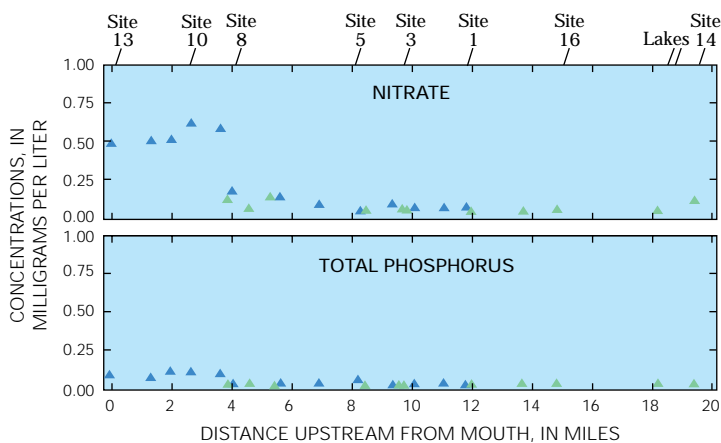 Site 13
Site 10
Site 8
Site 5
Site 3
Site 1
Site 16
Lakes
Site 14
CONCENTRATIONS, IN
MILLIGRAMS PER LITER
1.00
NITRATE
0.75
0.50
0.25
0.00
1.00
TOTAL PHOSPHORUS
0.75
0.50
0.25
0.00
0 2 4 6 8 10 12 14 16 18 20
DISTANCE UPSTREAM FROM MOUTH, IN MILES